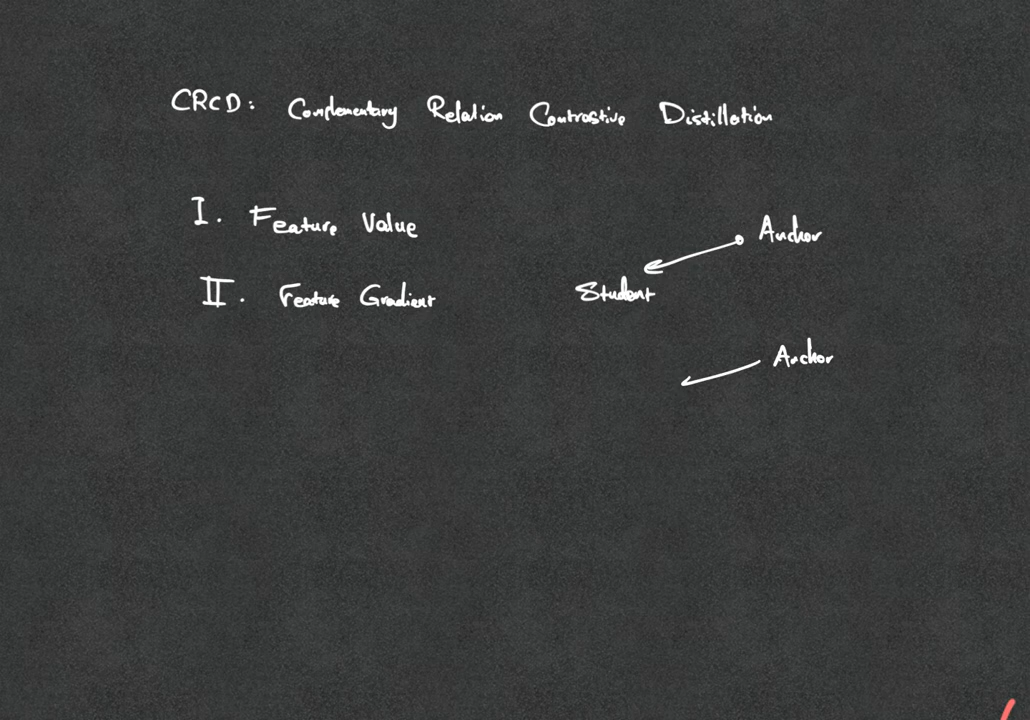 CRCD: Complementary Relation Contrastive Distillation
I. Feature Value
Anchor
II. Feature Gradient
Student
Anchor